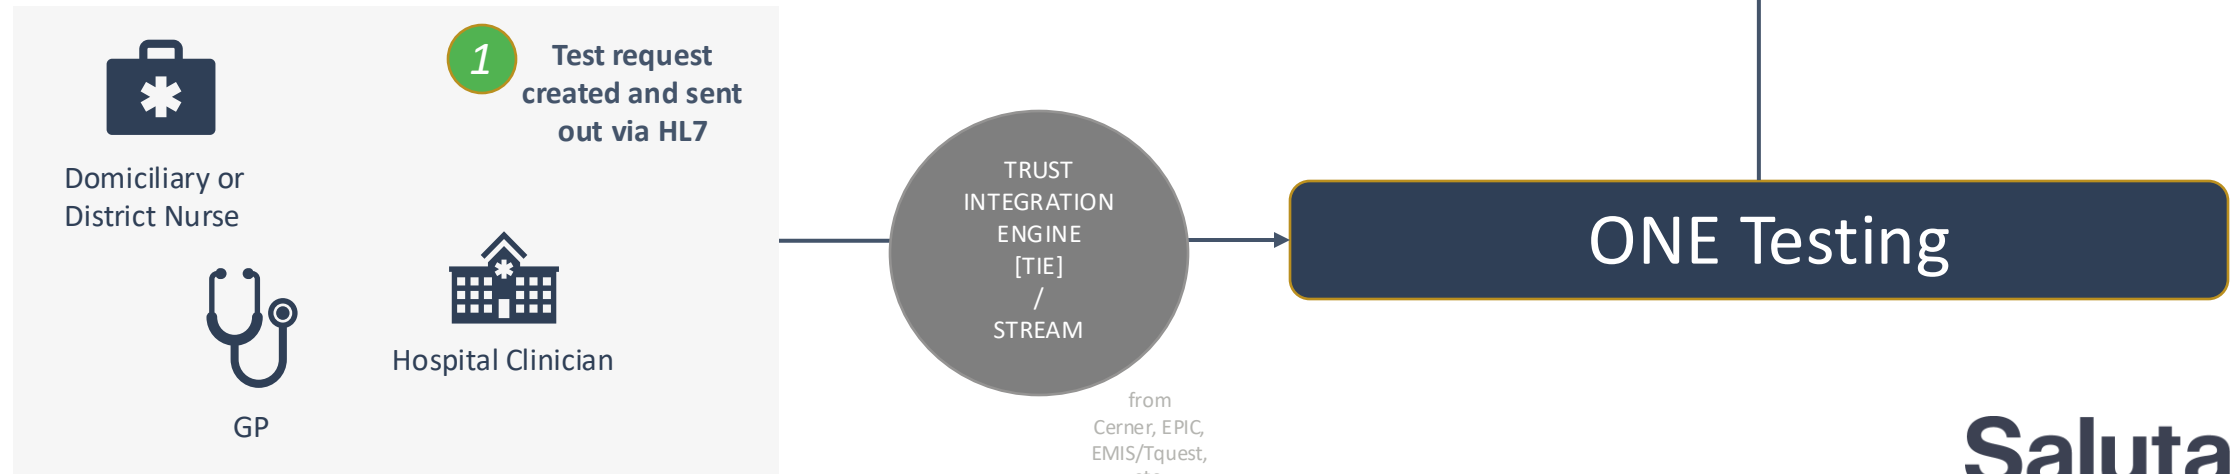 1
Test request
created and sent
out via HL7
Domiciliary or
District Nurse
Hospital Clinician
GP
TRUST
INTEGRATION
ENGINE
[TIE]
/
STREAM
from
Cerner, EPIC,
EMIS/Tquest,
ONE Testing
Saluta